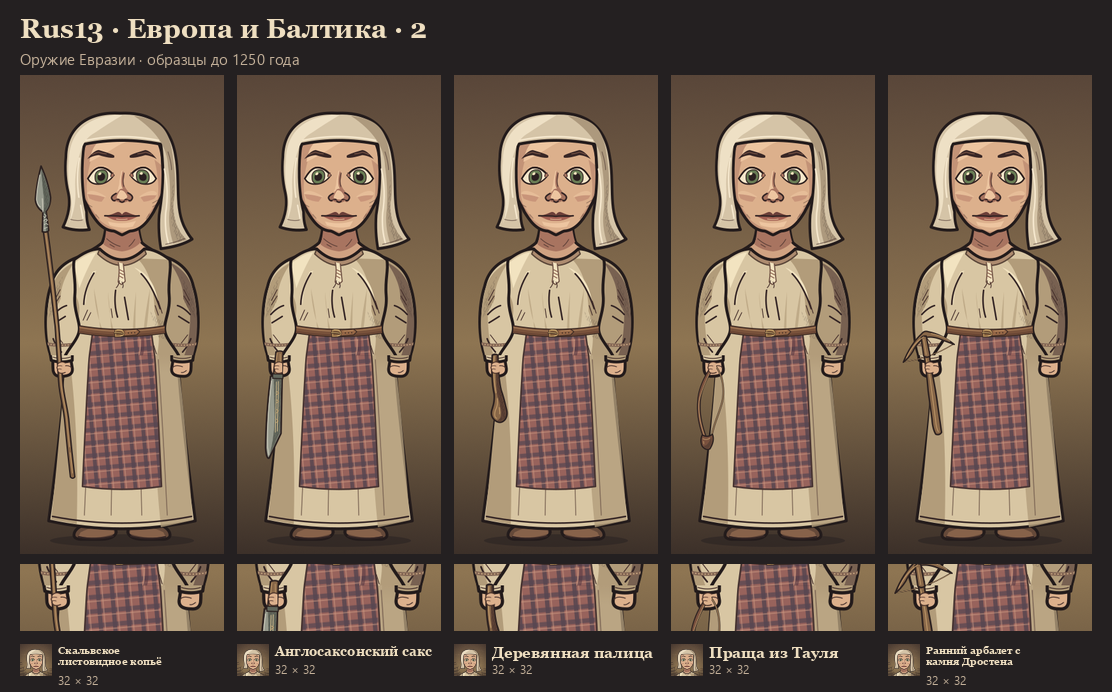 Rus13 · Европа и Балтика · 2
Оружие Евразии · образцы до 1250 года
Скальвское
листовидное копьё
32 × 32
Англосаксонский сакс
32 × 32
Деревянная палица
32 × 32
Праща из Тауля
32 × 32
Ранний арбалет с
камня Дростена
32 × 32